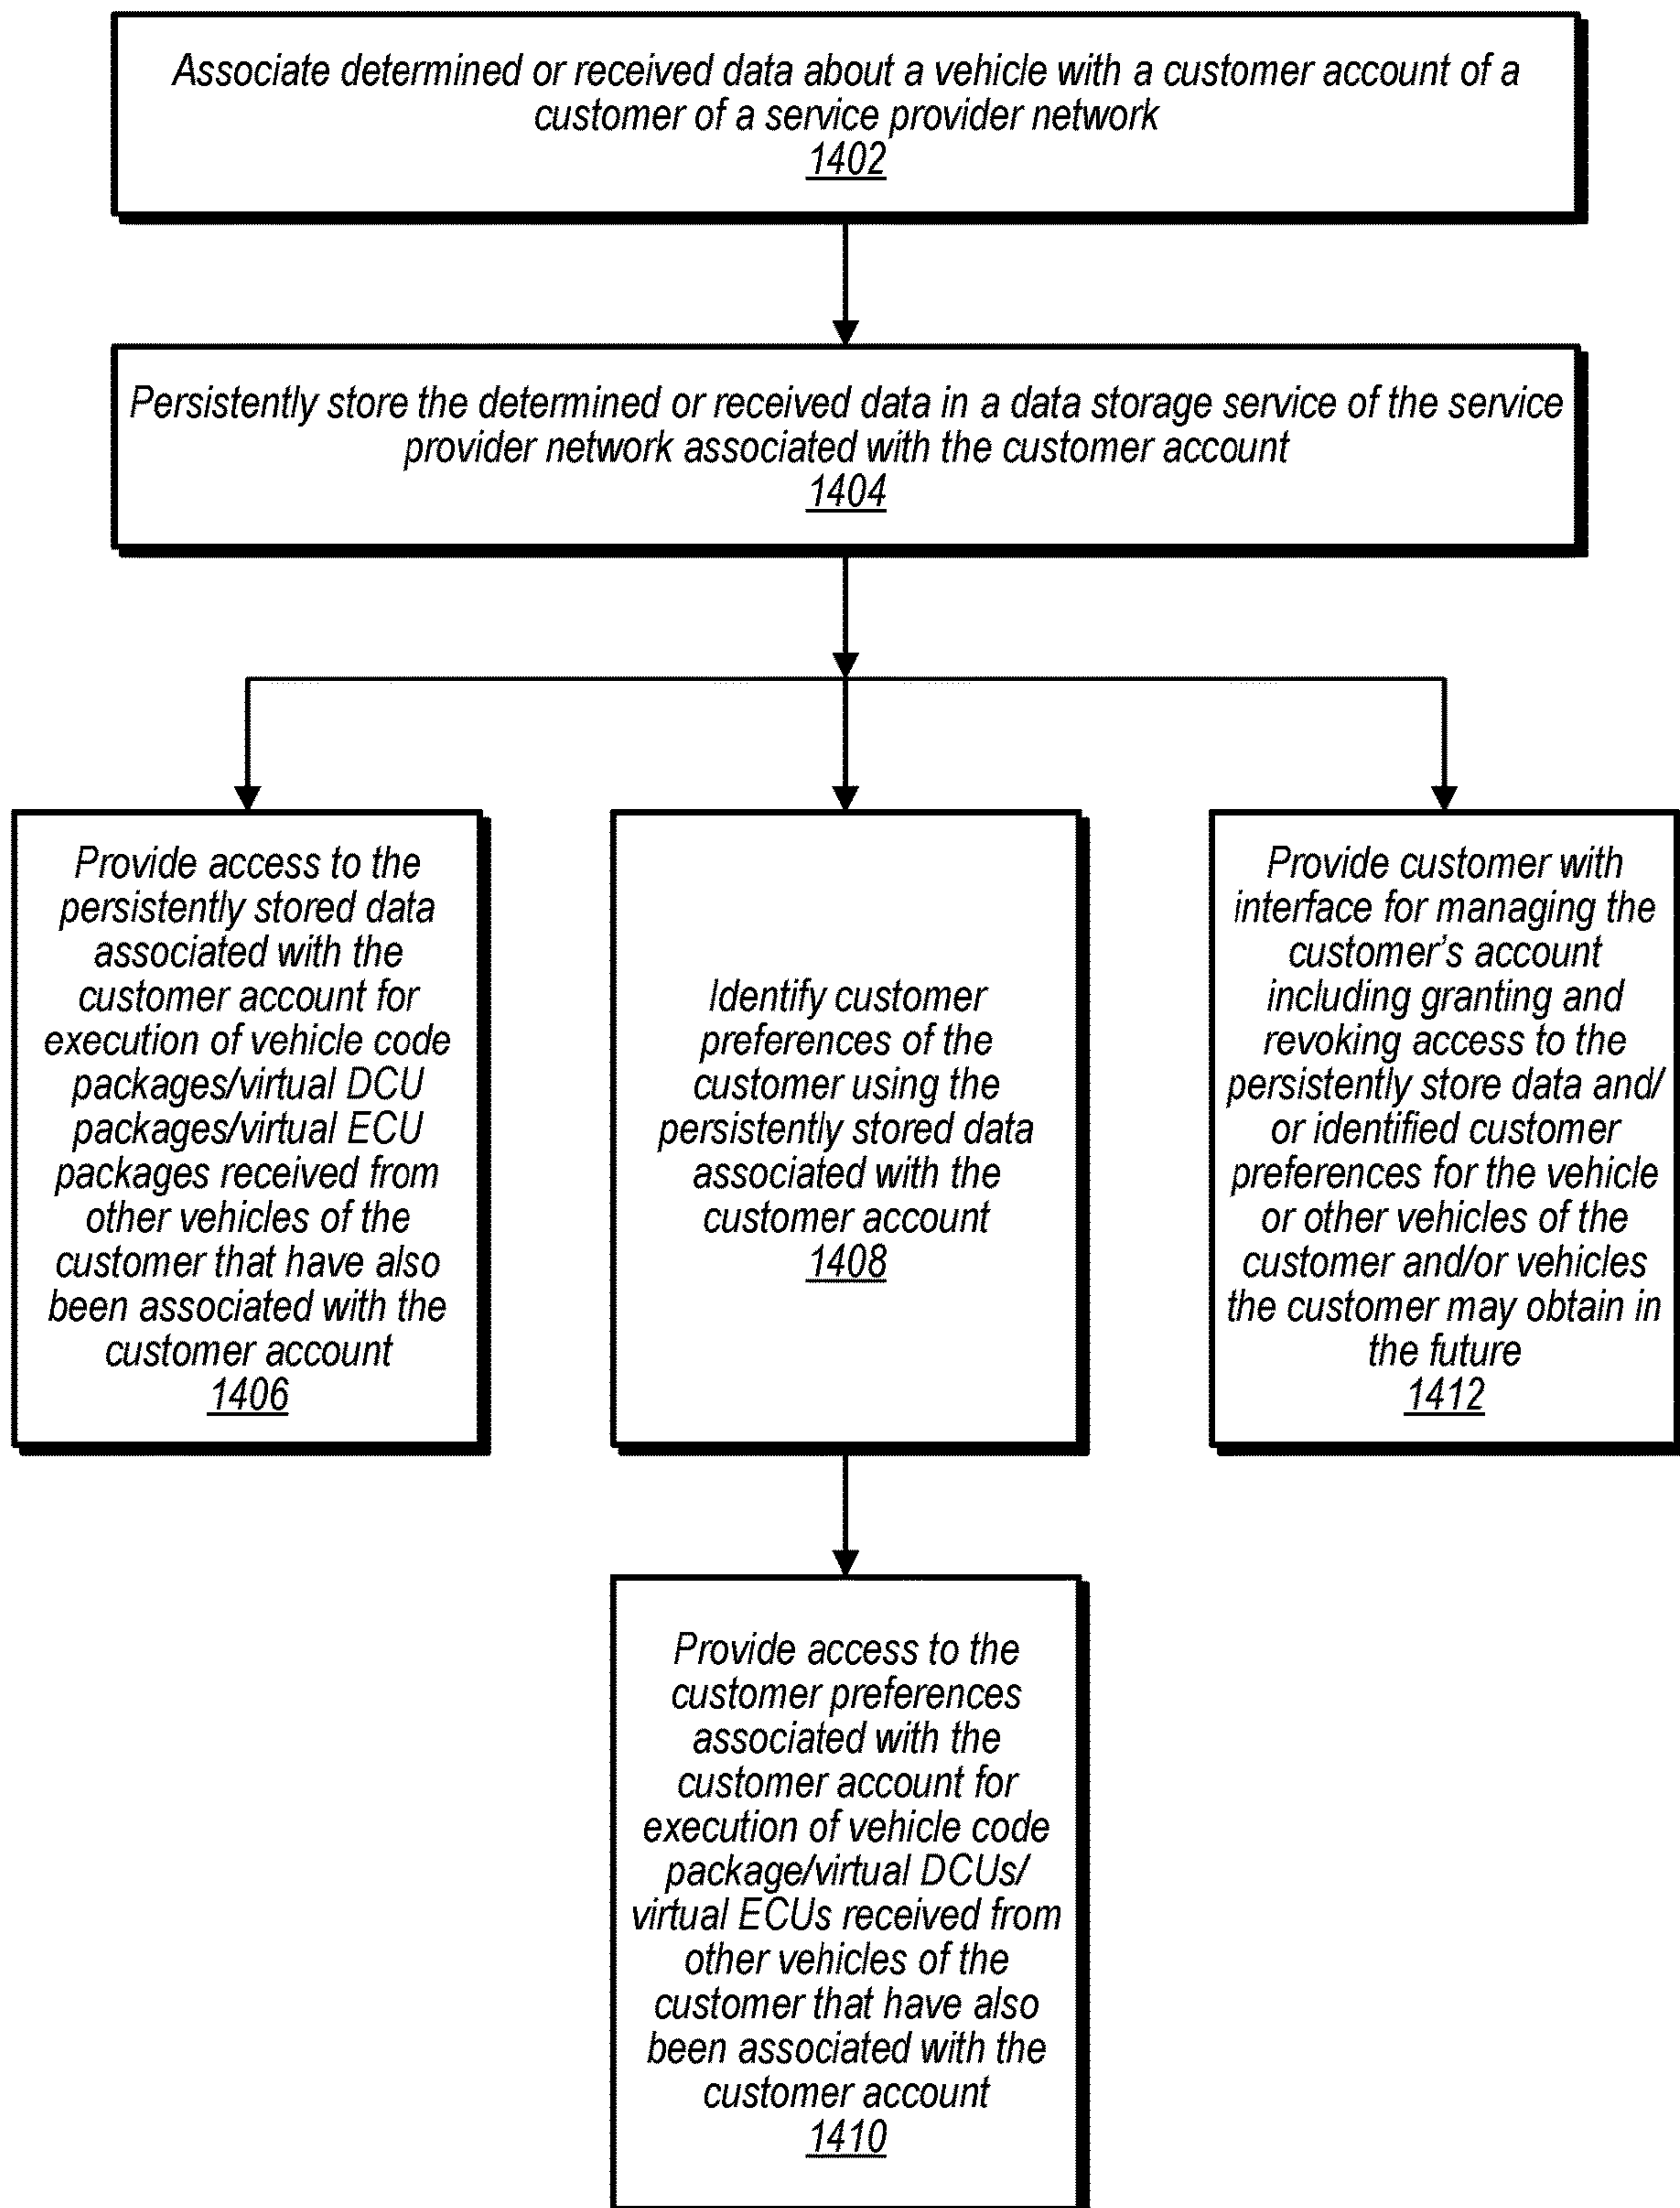 Associate determined or received data about a vehicle with a customer account of a
customer of a service provider network
1402
Persistently store the determined or received data in a data storage service of the service
provider network associated with the customer account
1404
Provide access to the
persistently stored data
associated with the
customer account for
execution of vehicle code
packages/virtual DCU
packages/virtual ECU
packages received from
other vehicles of the
customer that have also
been associated with the
customer account
1406
Identify customer
preferences of the
customer using the
persistently stored data
associated with the
customer account
1408
Provide customer with
interface for managing the
customer's account
including granting and
revoking access to the
persistently store data and/
or identified customer
preferences for the vehicle
or other vehicles of the
customer and/or vehicles
the customer may obtain in
the future
1412
Provide access to the
customer preferences
associated with the
customer account for
execution of vehicle code
package/virtual DCUs/
virtual ECUs received from
other vehicles of the
customer that have also
been associated with the
customer account
1410